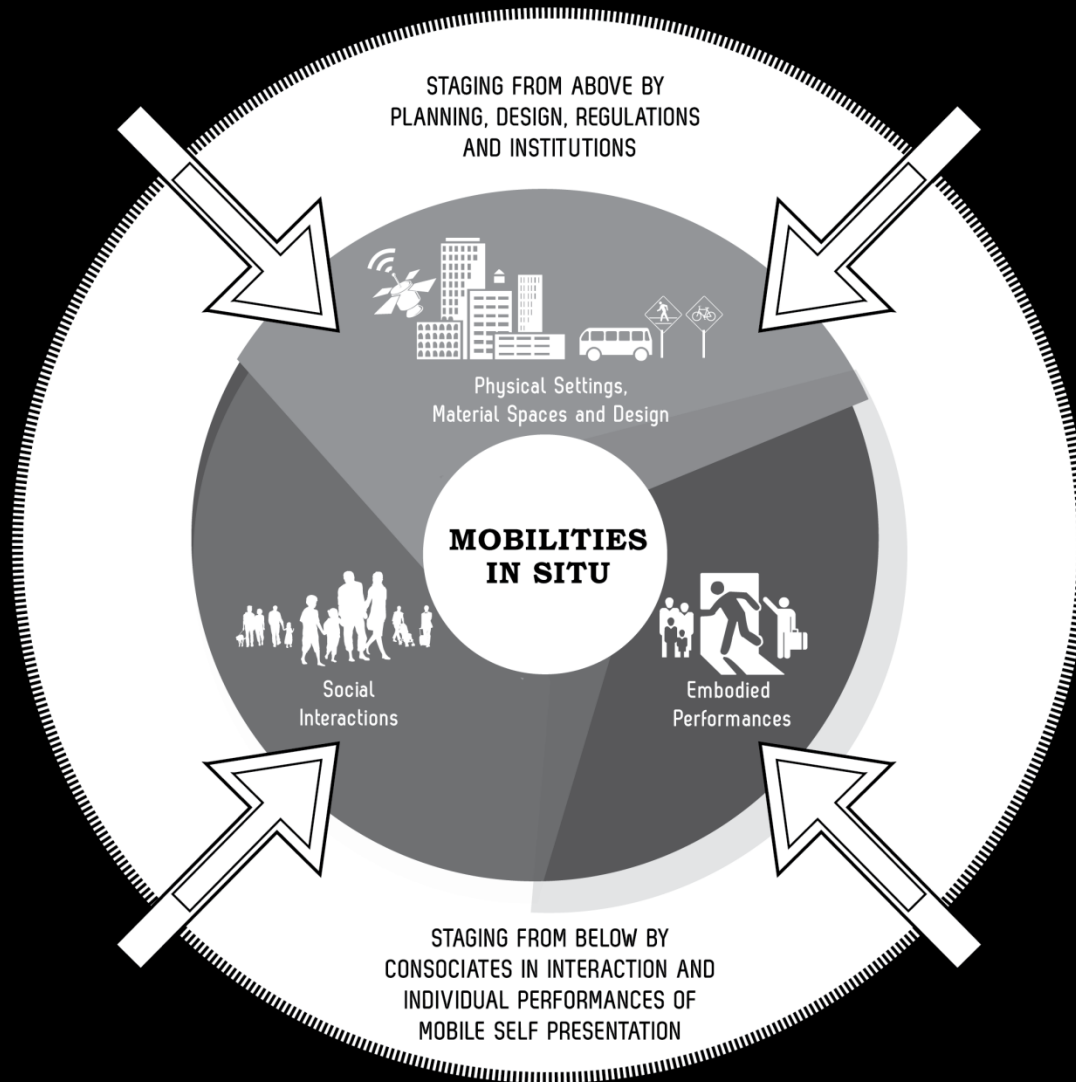 STAGING FROM ABOVE BY
PLANNING, DESIGN, REGULATIONS
AND INSTITUTIONS
Physical Settings,
Material Spaces and Design
MOBILITIES
IN SITU
Social
Interactions
Embodied
Performances
STAGING FROM BELOW BY
CONSOCIATES IN INTERACTION AND
INDIVIDUAL PERFORMANCES OF
MOBILE SELF PRESENTATION